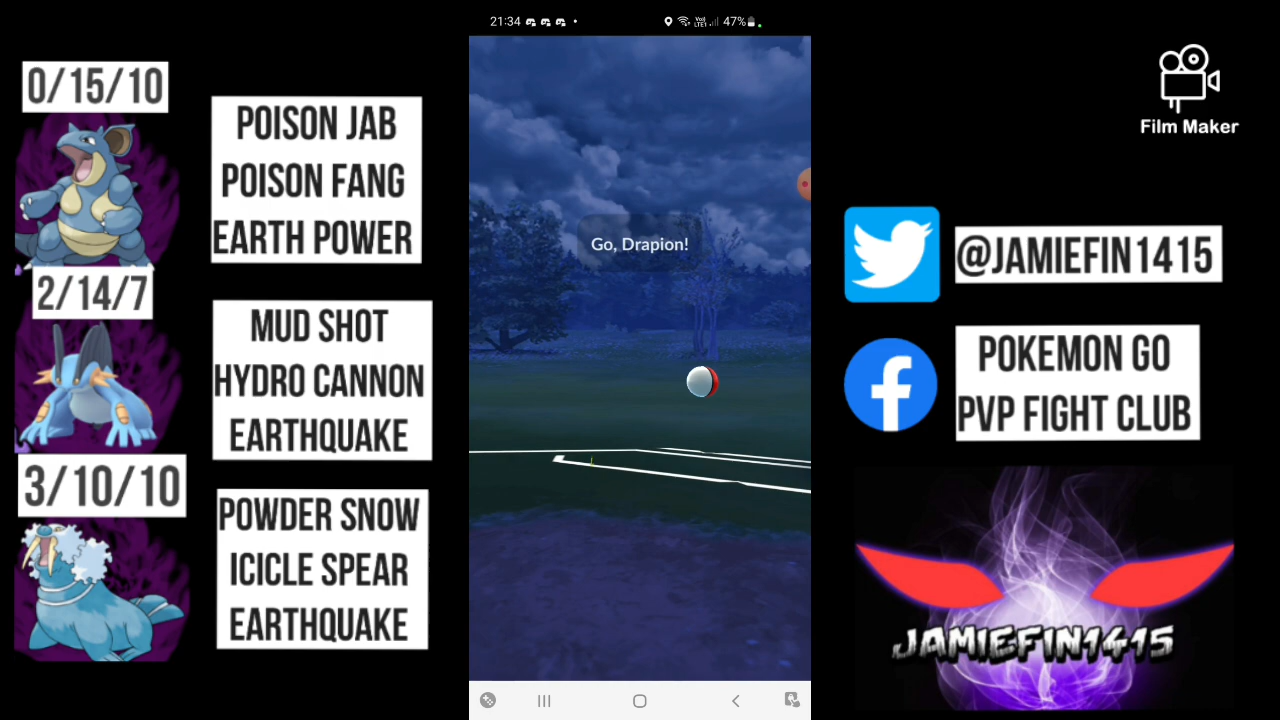 0/15/10
POISON JAB
POISON FANG
EARTH POWER
2/14/7
MUD SHOT
HYDRO CANNON
EARTHQUAKE
3/10/10
POWDER SNOW
ICICLE SPEAR
EARTHQUAKE
21:34
Vo) LTE1 47%
Go, Drapion!
Film Maker
@JAMIEFIN1415
POKEMON GO
PVP FIGHT CLUB
JAMIEFIN1415